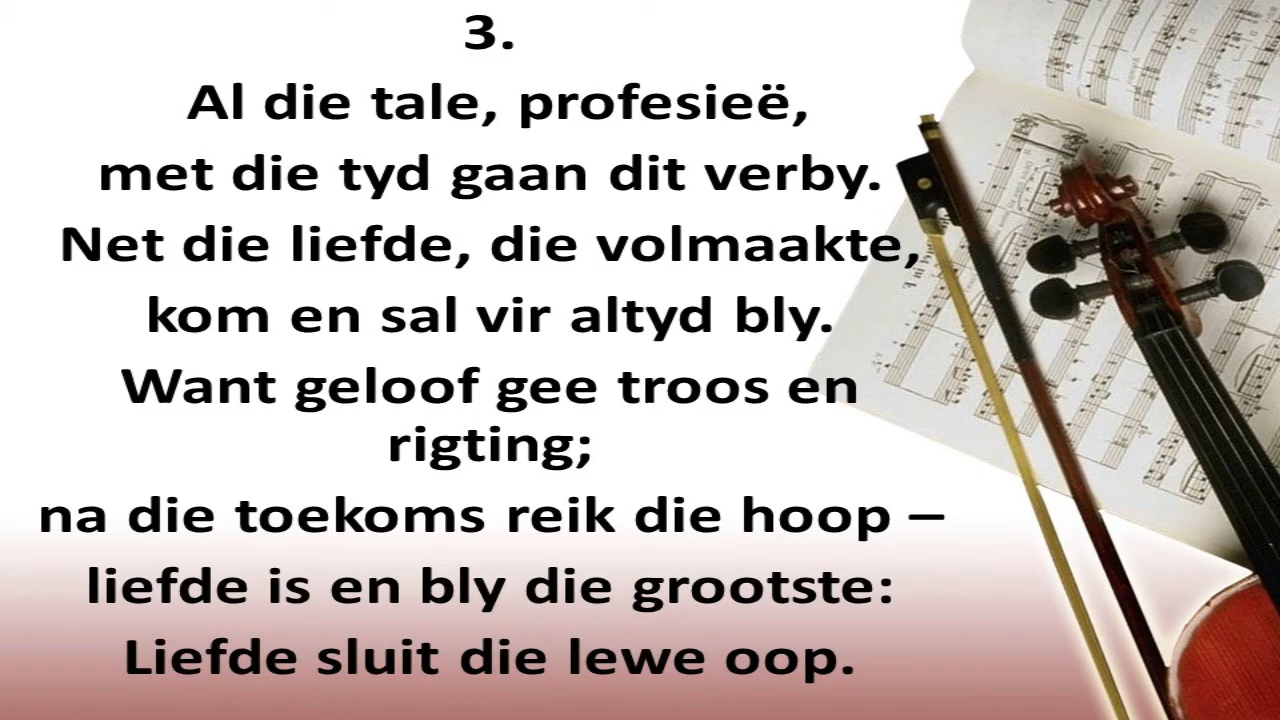 3.
Al die tale, profesieë,
met die tyd gaan dit verby.
Net die liefde, die volmaakte,
kom en sal vir altyd bly.
Want geloof gee troos en
rigting;
na die toekoms reik die hoop –
liefde is en bly die grootste:
Liefde sluit die lewe oop.